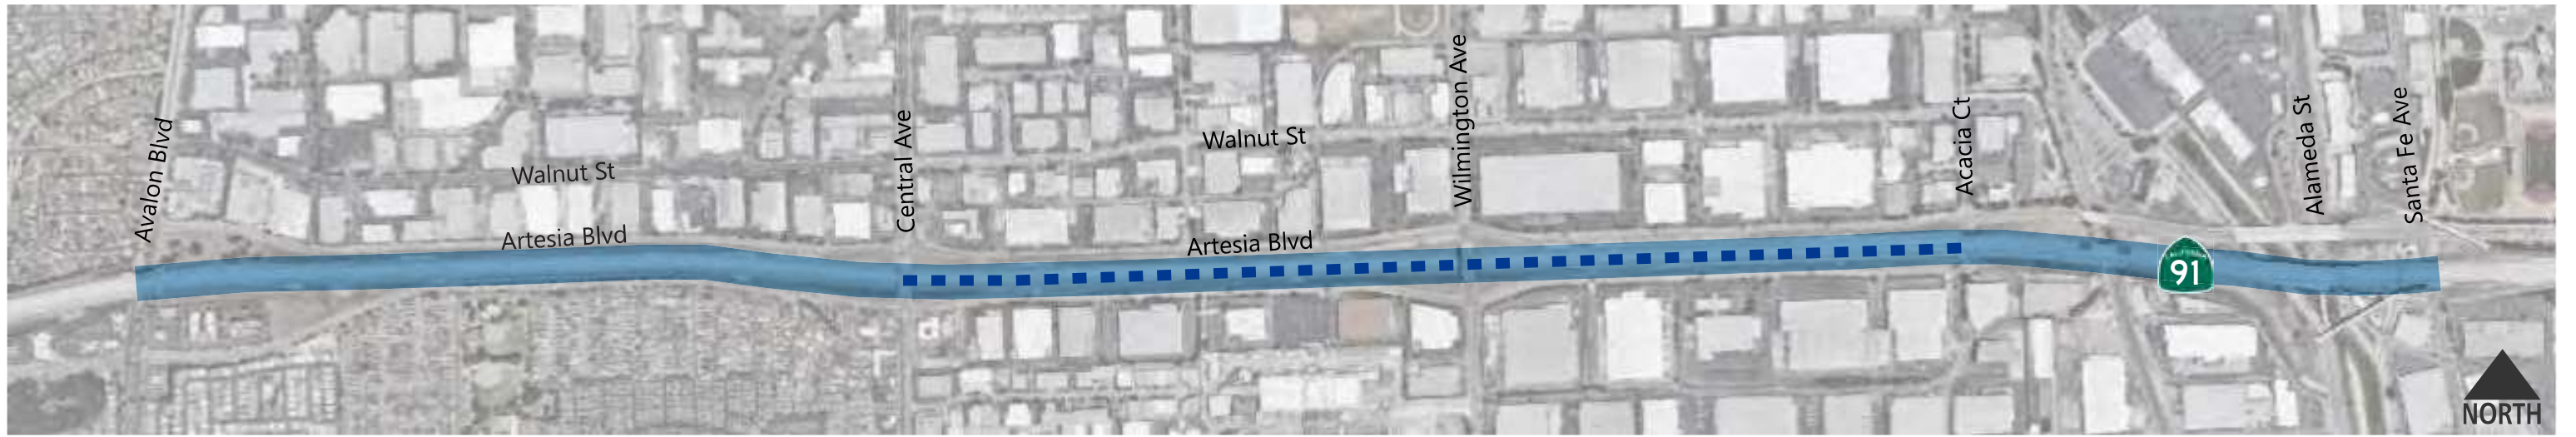 Avalon Blvd
Walnut St
Artesia Blvd
Central Ave
Walnut St
Artesia Blvd
Wilmington Ave
Acacia Ct
CALIFORNIA
91
Alameda St
Santa Fe Ave
NORTH